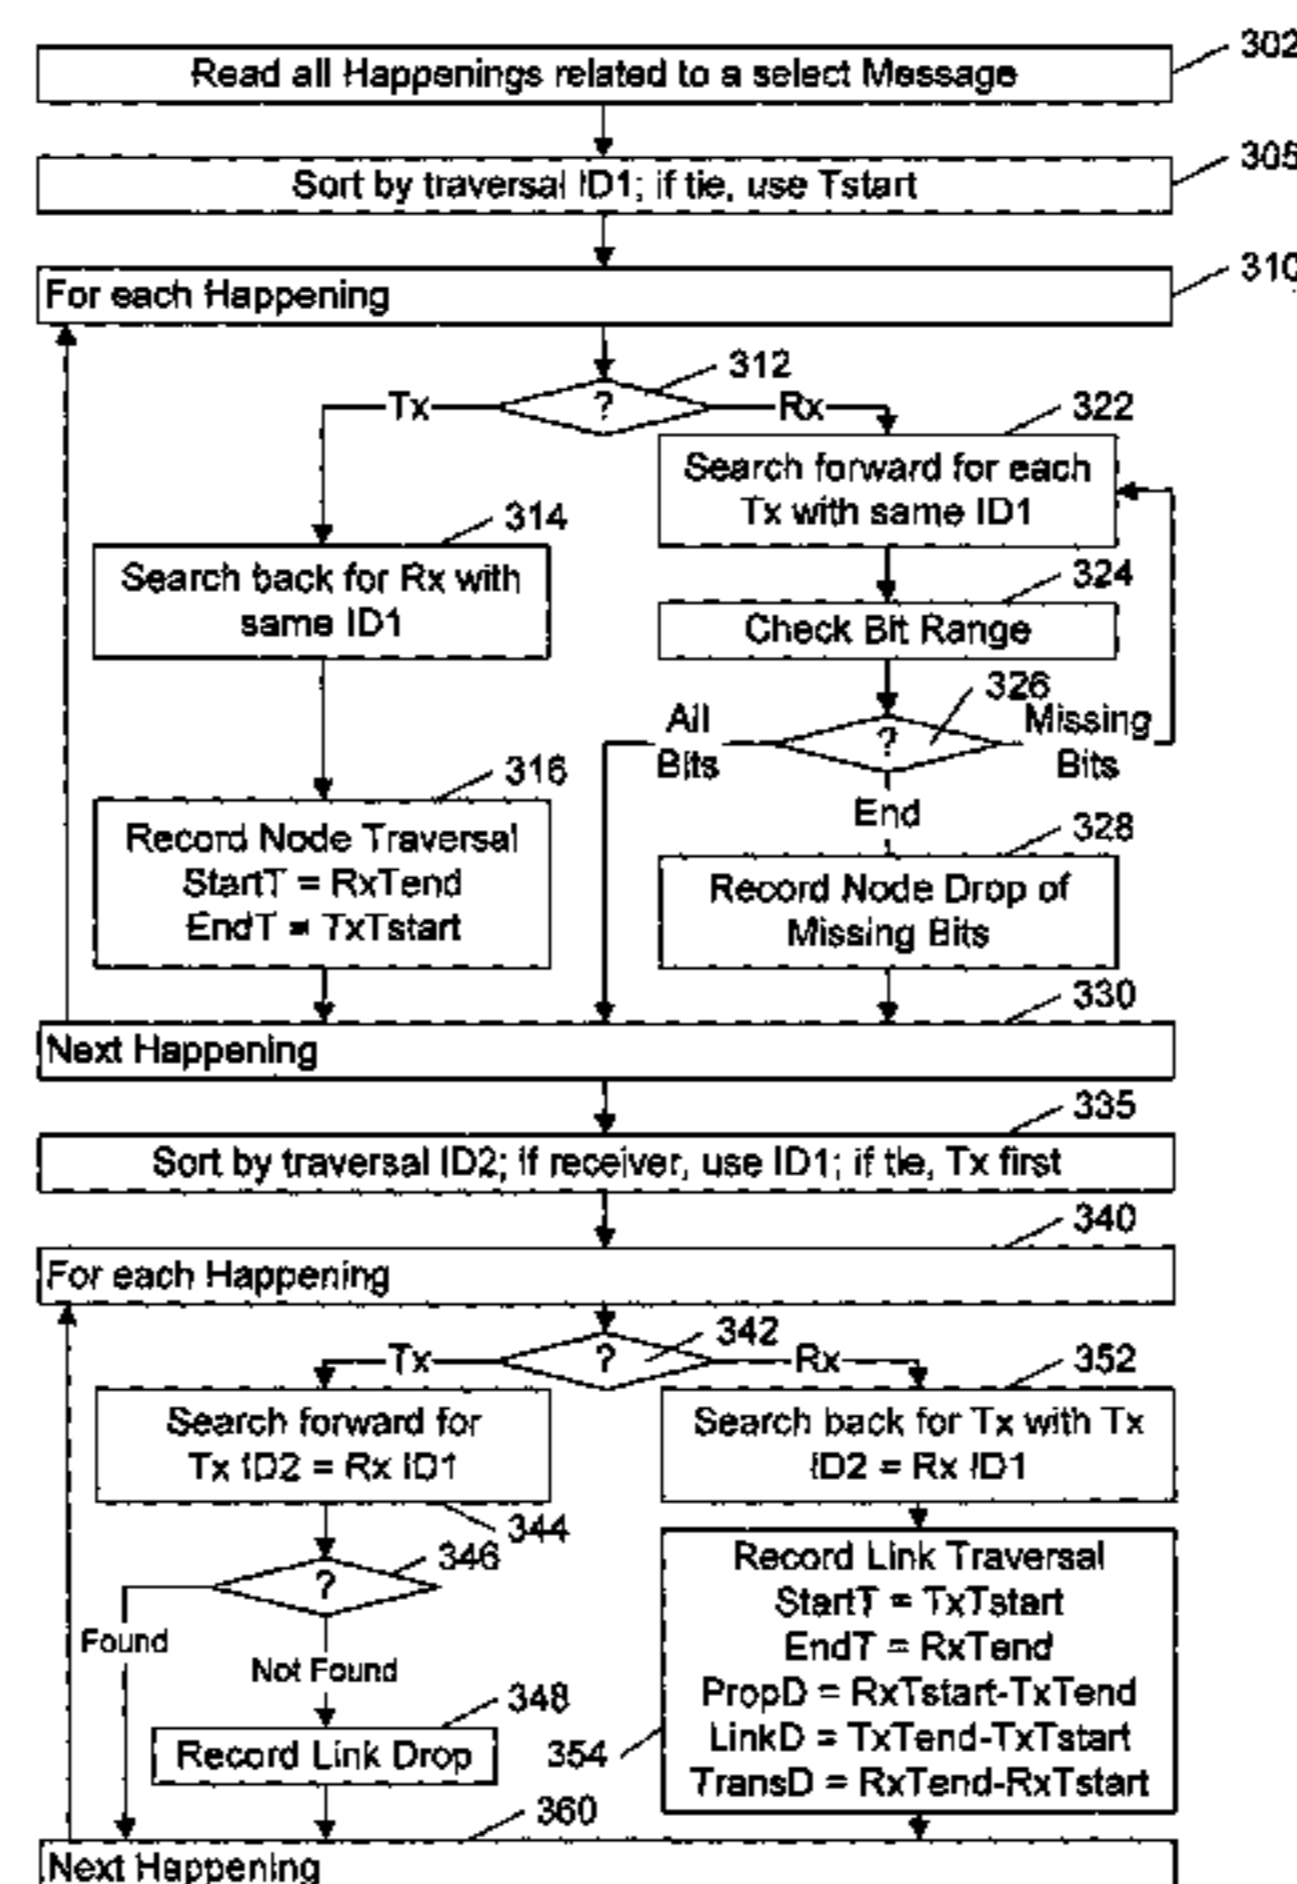 302
Read all Happenings related to a select Message
305
Sort by traversal ID1; if tie, use Tstart
310
For each Happening
312
Tx
?
Rx
322
Search forward for each
Tx with same ID1
314
Search back for Rx with
same ID1
324
Check Bit Range
326
All
Bits
?
Missing
Bits
End
316
Record Node Traversal
StartT = RxTend
EndT = TxTstart
328
Record Node Drop of
Missing Bits
330
Next Happening
335
Sort by traversal ID2; if receiver, use ID1; if tie, Tx first
340
For each Happening
342
Tx
?
Rx
352
Search forward for
Tx ID2 = Rx ID1
Search back for Tx with Tx
ID2 = Rx ID1
344
346
?
Found
Not Found
348
Record Link Drop
354
Record Link Traversal
StartT = TxTstart
EndT = RxTend
PropD = RxTstart-TxTend
LinkD = TxTend-TxTstart
TransD = RxTend-RxTstart
360
Next Happening